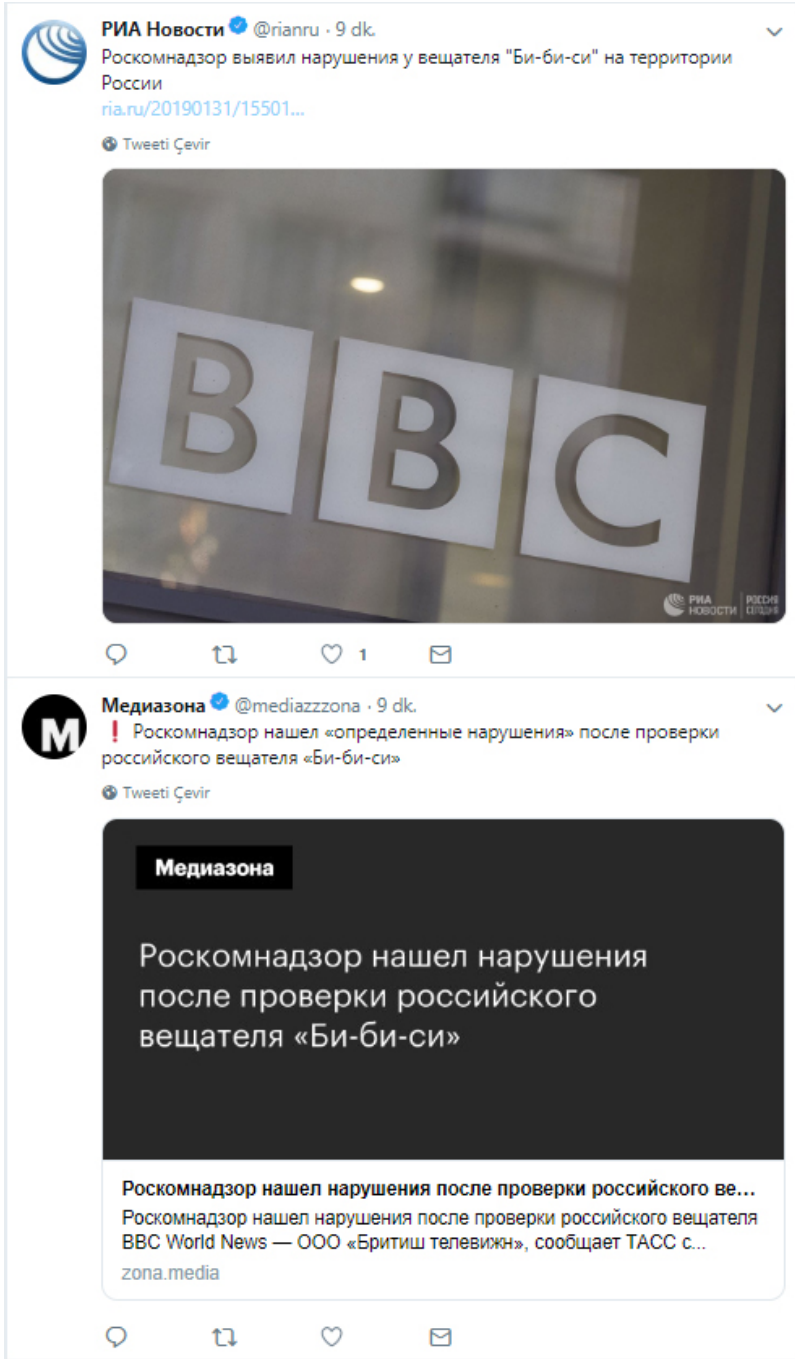 РИА Новости @rianru · 9 dk.
Роскомнадзор выявил нарушения у вещателя "Би-би-си" на территории
России
ria.ru/20190131/15501...
Tweeti Çevir
BBC
РИА НОВОСТИ РОССИЯ СЕГОДНЯ
1
Медиазона @mediazzzona · 9 dk.
❗ Роскомнадзор нашел «определенные нарушения» после проверки
российского вещателя «Би-би-си»
Tweeti Çevir
M
Медиазона
Роскомнадзор нашел нарушения
после проверки российского
вещателя «Би-би-си»
Роскомнадзор нашел нарушения после проверки российского ве...
Роскомнадзор нашел нарушения после проверки российского вещателя
BBC World News — ООО «Бритиш телевижн», сообщает ТАСС с...
zona.media